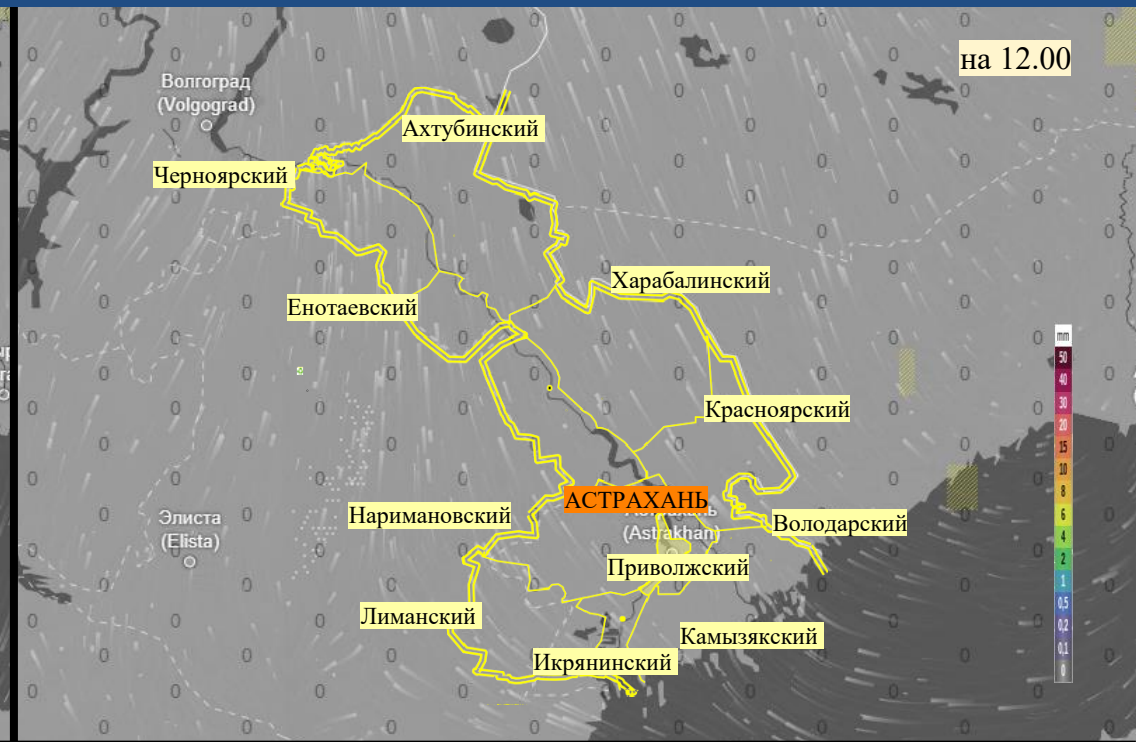 на 12.00
Волгоград
(Volgograd)
Ахтубинский
Черноярский
Харабалинский
Енотаевский
mm
50
40
30
20
15
10
8
6
4
2
1
0,5
0,2
0,1
0
Красноярский
АСТРАХАНЬ
Наримановский
Элиста
(Elista)
(Astrakhan)
Володарский
Приволжский
Лиманский
Камызякский
Икрянинский